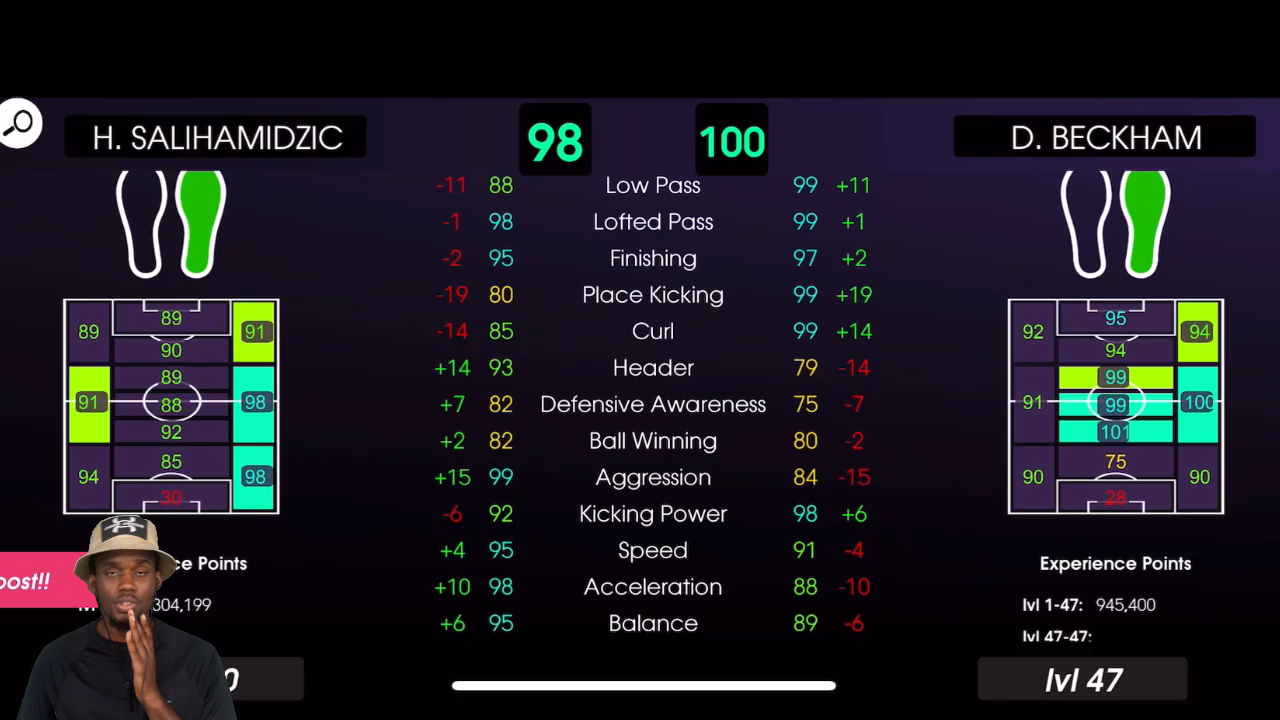 H. SALIHAMIDZIC 98 100 D. BECKHAM
-11 88 Low Pass 99 +11
-1 98 Lofted Pass 99 +1
-2 95 Finishing 97 +2
-19 80 Place Kicking 99 +19
-14 85 Curl 99 +14
+14 93 Header 79 -14
+7 82 Defensive Awareness 75 -7
+2 82 Ball Winning 80 -2
+15 99 Aggression 84 -15
-6 92 Kicking Power 98 +6
+4 95 Speed 91 -4
+10 98 Acceleration 88 -10
+6 95 Balance 89 -6
89
89 91
90
89
91 88 98
92
85
94 98
30
95
92 94
94
99
91 99 100
101
75
90 90
28
ce Points
304,199
oost!!
0
Experience Points
lvl 1-47: 945,400
lvl 47-47:
lvl 47